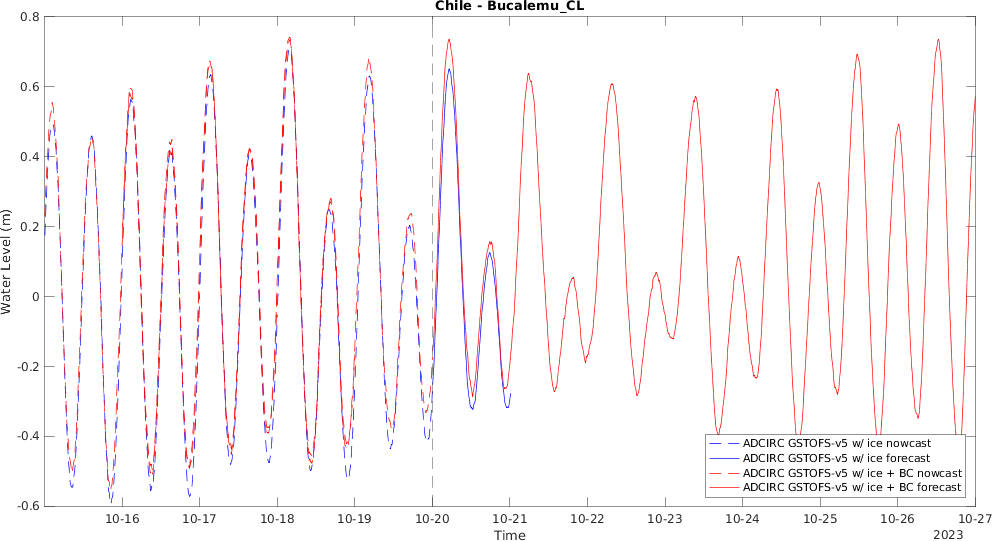 Chile - Bucalemu_CL
0.8
0.6
0.4
0.2
0
-0.2
-0.4
-0.6
Water Level (m)
ADCIRC GSTOFS-v5 w/ ice nowcast
ADCIRC GSTOFS-v5 w/ ice forecast
ADCIRC GSTOFS-v5 w/ ice + BC nowcast
ADCIRC GSTOFS-v5 w/ ice + BC forecast
10-16 10-17 10-18 10-19 10-20 10-21 10-22 10-23 10-24 10-25 10-26 10-27
Time
2023